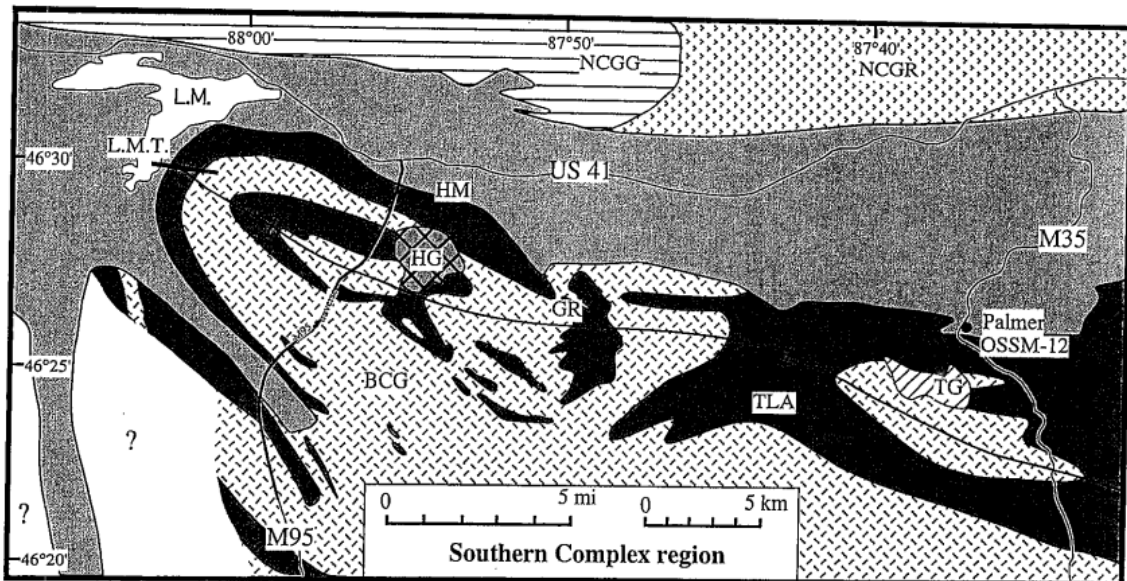 88°00'
87°50'
87°40'
NCGG
NCGR
L.M.
L.M.T.
46°30'
US 41
HM
M35
HG
GR
Palmer
OSSM-12
46°25'
BCG
TG
TLA
?
?
0 5 mi 0 5 km
M95
Southern Complex region
46°20'